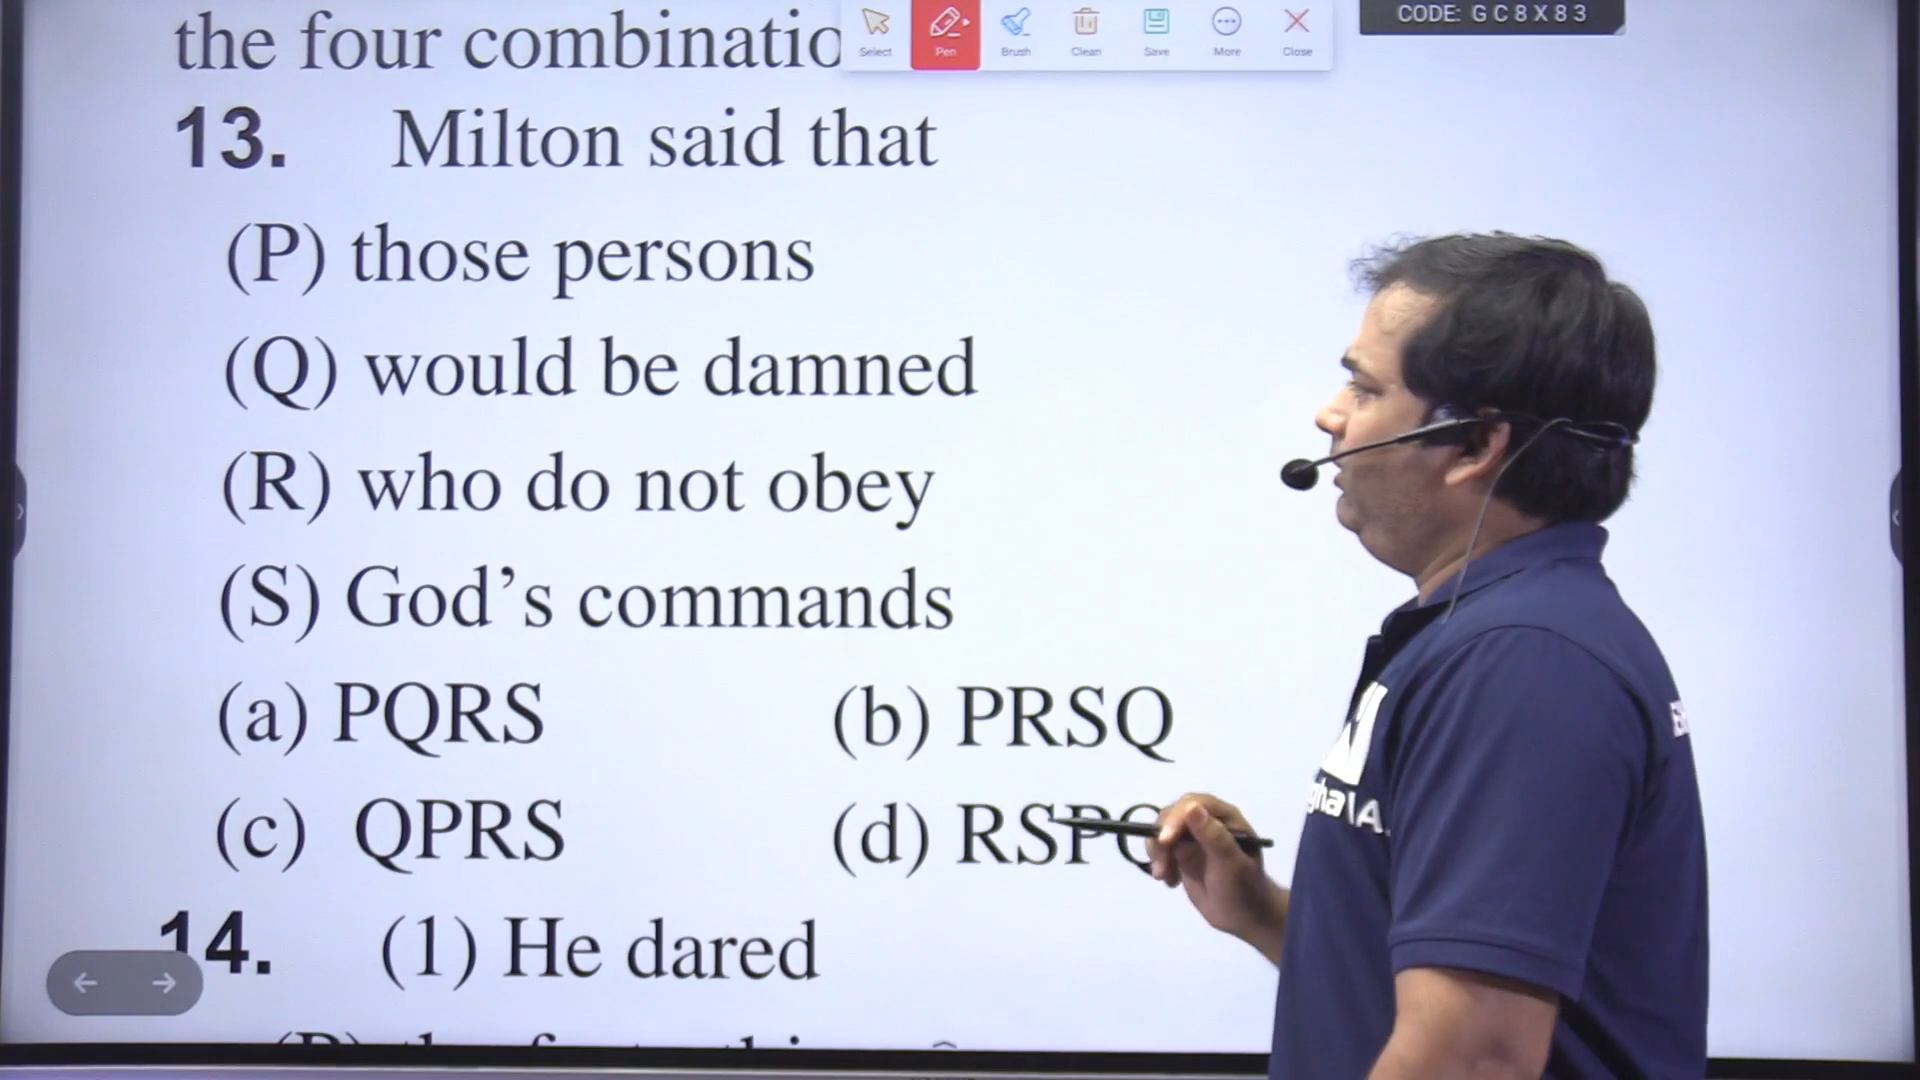 the four
Select Pen Brush Clean Save More Close
CODE: GC8X83
13. Milton said that
(P) those persons
(Q) would be damned
(R) who do not obey
(S) God's commands
(a) PQRS (b) PRSQ
(c) QPRS (d) RSPQ
14. (1) He dared